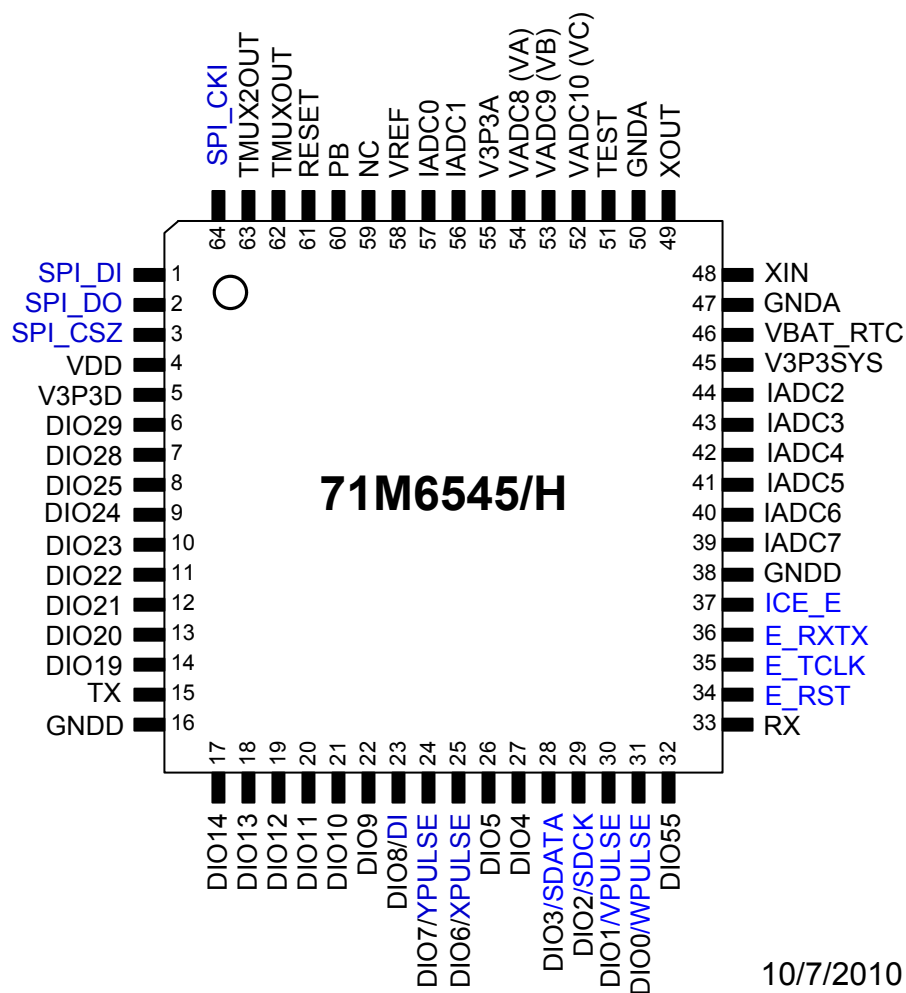 SPI_CKI
TMUX2OUT
TMUXOUT
RESET
PB
NC
VREF
IADC0
IADC1
V3P3A
VADC8 (VA)
VADC9 (VB)
VADC10 (VC)
TEST
GNDA
XOUT
64
63
62
61
60
59
58
57
56
55
54
53
52
51
50
49
SPI_DI 1
SPI_DO 2
SPI_CSZ 3
VDD 4
V3P3D 5
DIO29 6
DIO28 7
DIO25 8
DIO24 9
DIO23 10
DIO22 11
DIO21 12
DIO20 13
DIO19 14
TX 15
GNDD 16
71M6545/H
48 XIN
47 GNDA
46 VBAT_RTC
45 V3P3SYS
44 IADC2
43 IADC3
42 IADC4
41 IADC5
40 IADC6
39 IADC7
38 GNDD
37 ICE_E
36 E_RXTX
35 E_TCLK
34 E_RST
33 RX
17
18
19
20
21
22
23
24
25
26
27
28
29
30
31
32
DIO14
DIO13
DIO12
DIO11
DIO10
DIO9
DIO8/DI
DIO7/YPULSE
DIO6/XPULSE
DIO5
DIO4
DIO3/SDATA
DIO2/SDCK
DIO1/VPULSE
DIO0/WPULSE
DIO55
10/7/2010